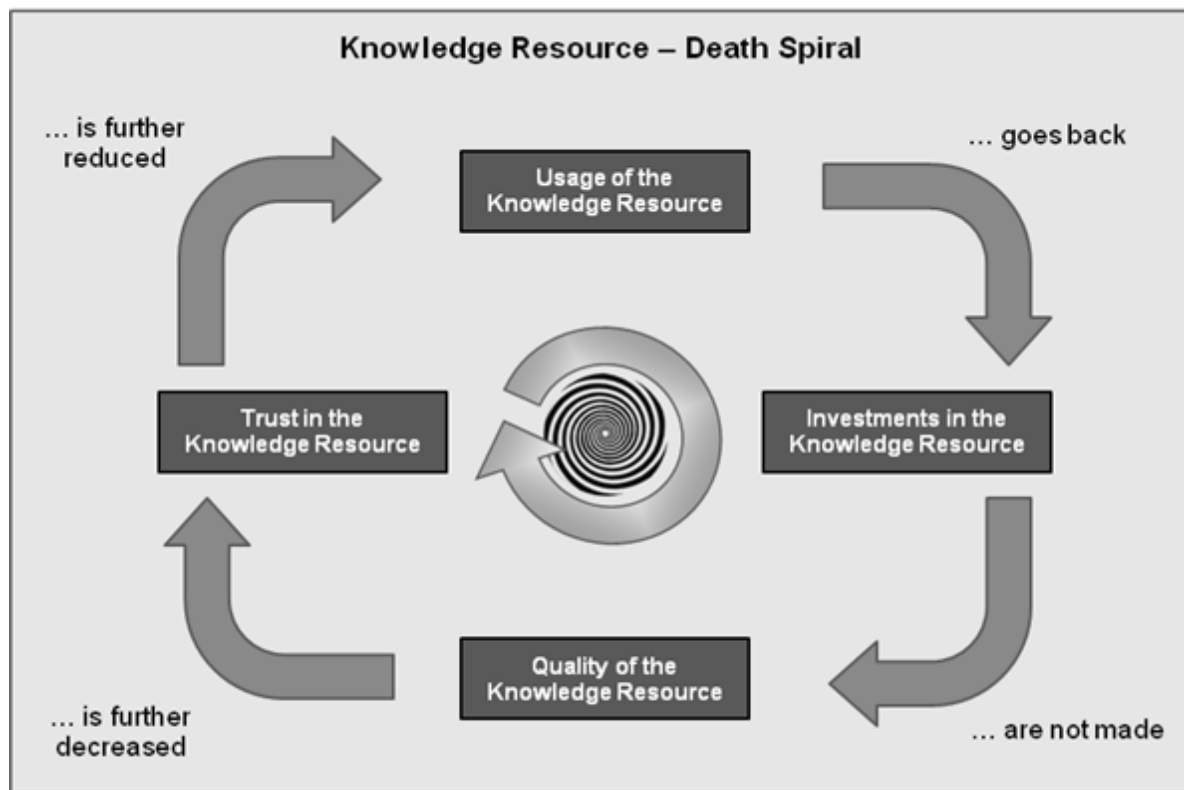 Knowledge Resource – Death Spiral
... is further
reduced
Usage of the
Knowledge Resource
... goes back
Trust in the
Knowledge Resource
Investments in the
Knowledge Resource
Quality of the
Knowledge Resource
... is further
decreased
... are not made